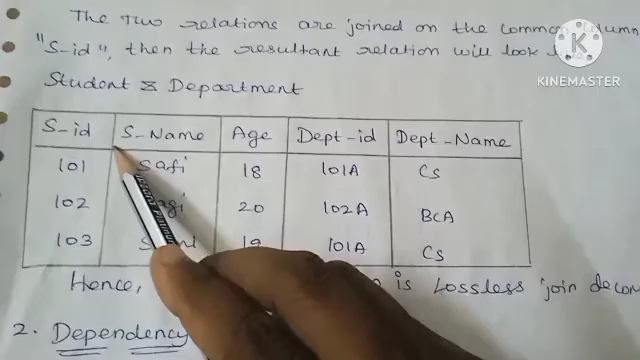 The two relations are joined on the common
"S-id", then the resultant relation will look
Student ⋈ Department
S-id S-Name Age Dept-id Dept-Name
101 Safi 18 101A CS
102 20 102A BCA
103 19 101A CS
Hence, is Lossless join
2. Dependency
K
KINEMASTER